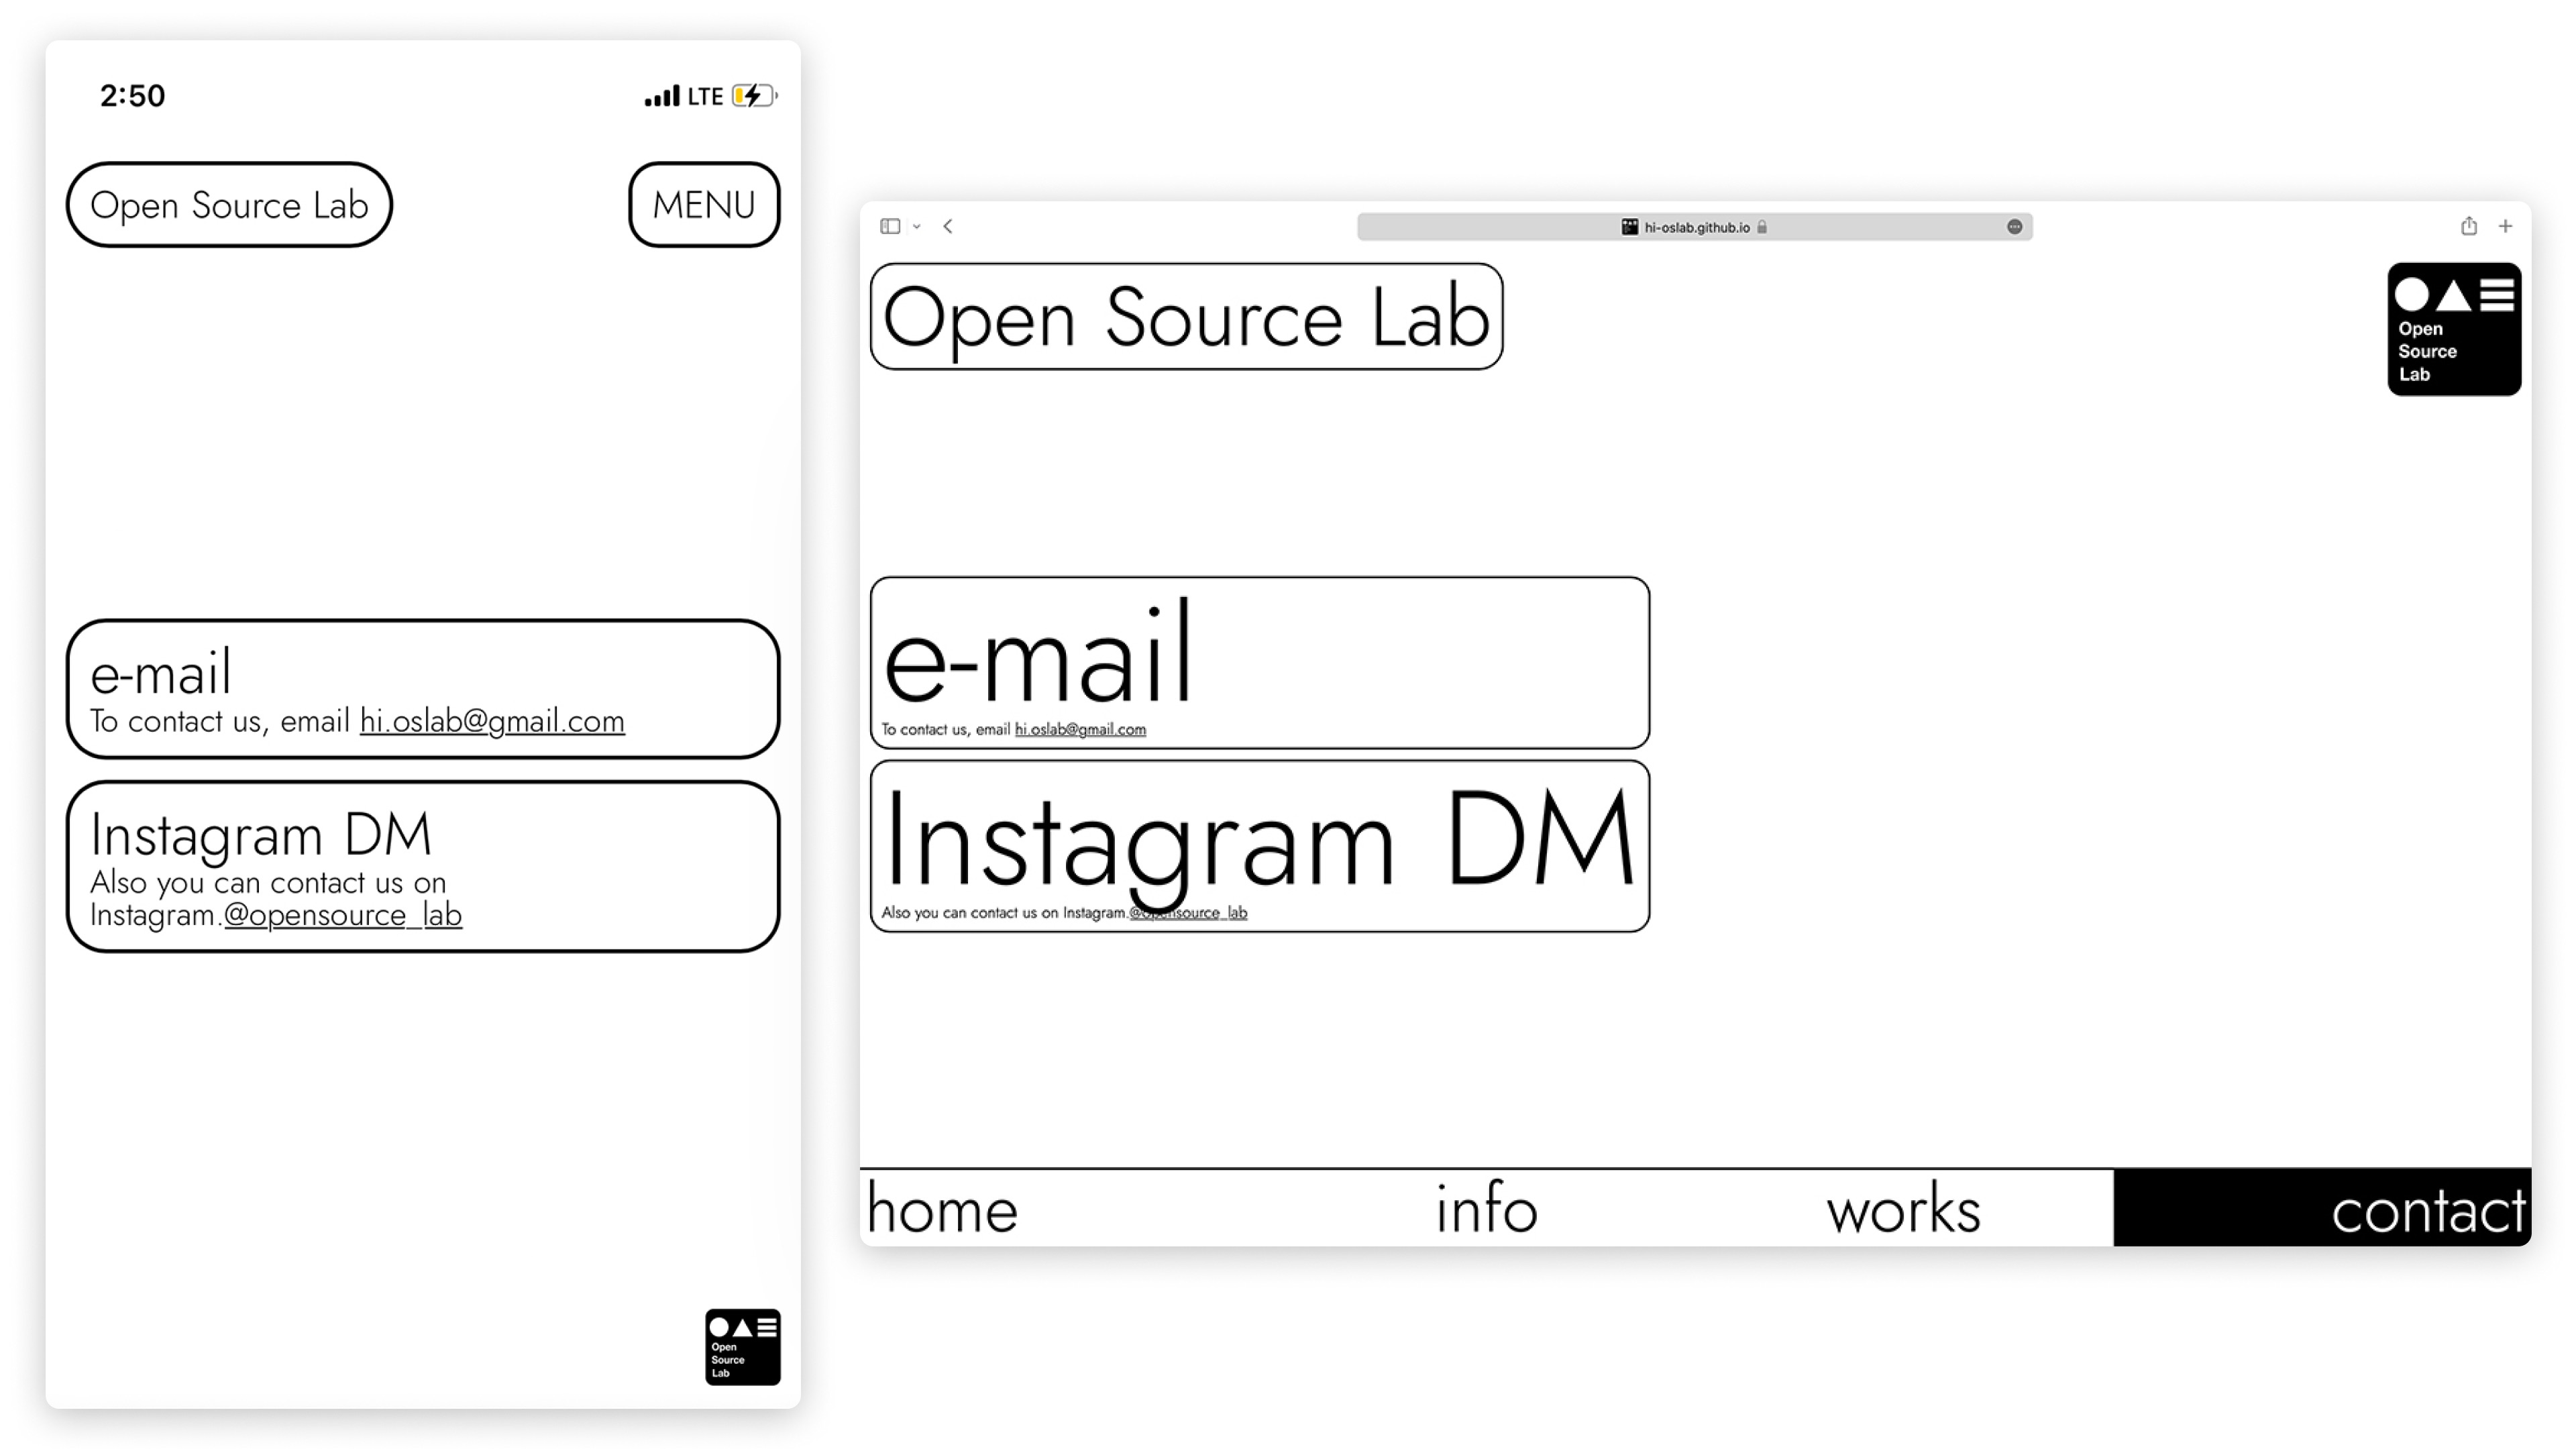 2:50
LTE
Open Source Lab
MENU
e-mail
To contact us, email hi.oslab@gmail.com
Instagram DM
Also you can contact us on
Instagram.@opensource_lab
Open
Source
Lab
hi-oslab.github.io
Open Source Lab
Open
Source
Lab
e-mail
To contact us, email hi.oslab@gmail.com
Instagram DM
Also you can contact us on Instagram.@opensource_lab
home
info
works
contact